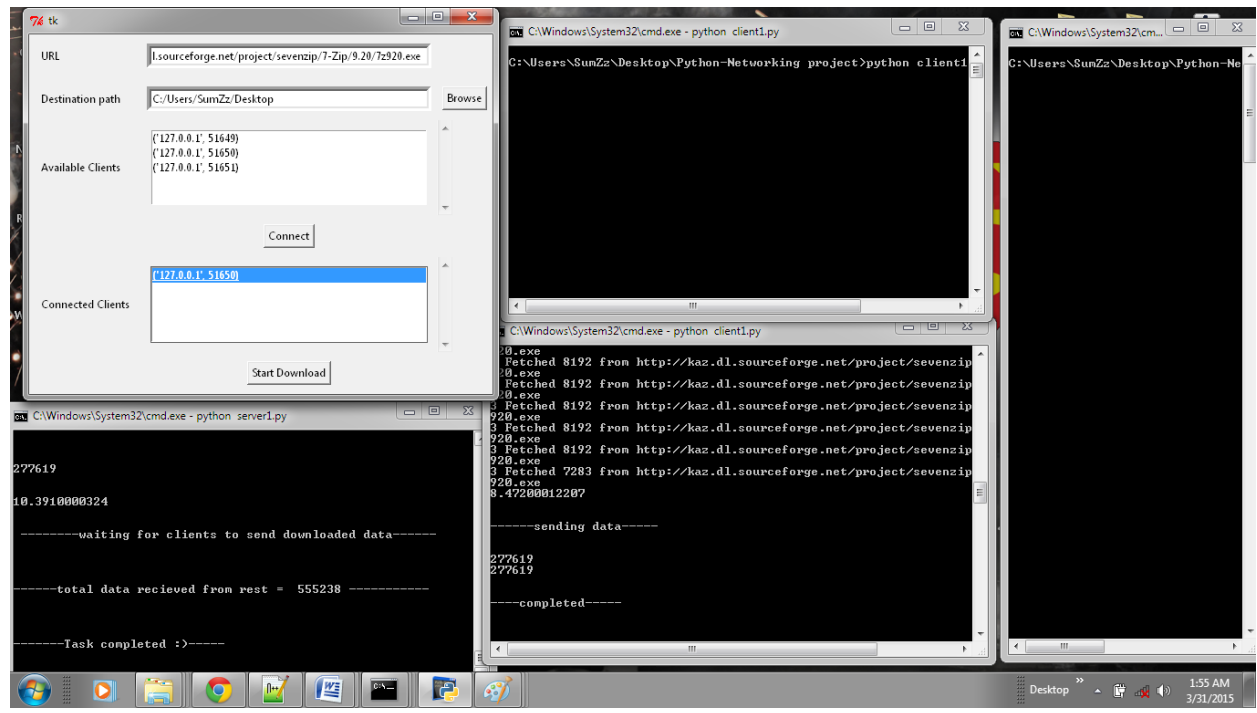 tk
URL
l.sourceforge.net/project/sevenzip/7-Zip/9.20/7z920.exe
Destination path
C:/Users/SumZz/Desktop
Browse
Available Clients
('127.0.0.1', 51649)
('127.0.0.1', 51650)
('127.0.0.1', 51651)
Connect
Connected Clients
('127.0.0.1', 51650)
Start Download
C:\Windows\System32\cmd.exe - python client1.py
C:\Users\SumZz\Desktop\Python-Networking project>python client1
C:\Windows\System32\cm...
C:\Users\SumZz\Desktop\Python-Ne
C:\Windows\System32\cmd.exe - python server1.py
277619
10.3910000324
--------waiting for clients to send downloaded data------
------total data recieved from rest = 555238 -----------
-------Task completed :)-----
C:\Windows\System32\cmd.exe - python client1.py
20.exe
Fetched 8192 from http://kaz.dl.sourceforge.net/project/sevenzip
20.exe
Fetched 8192 from http://kaz.dl.sourceforge.net/project/sevenzip
20.exe
3 Fetched 8192 from http://kaz.dl.sourceforge.net/project/sevenzip
920.exe
3 Fetched 8192 from http://kaz.dl.sourceforge.net/project/sevenzip
920.exe
3 Fetched 8192 from http://kaz.dl.sourceforge.net/project/sevenzip
920.exe
3 Fetched 7283 from http://kaz.dl.sourceforge.net/project/sevenzip
920.exe
8.47200012207
------sending data-----
277619
277619
----completed-----
Desktop
1:55 AM
3/31/2015